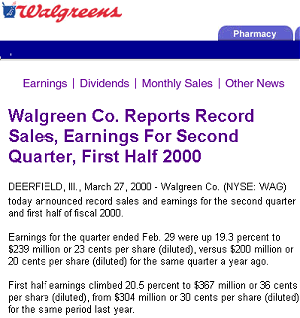 Walgreens
Pharmacy
Earnings | Dividends | Monthly Sales | Other News
Walgreen Co. Reports Record
Sales, Earnings For Second
Quarter, First Half 2000
DEERFIELD, Ill., March 27, 2000 - Walgreen Co. (NYSE: WAG)
today announced record sales and earnings for the second quarter
and first half of fiscal 2000.
Earnings for the quarter ended Feb. 29 were up 19.3 percent to
$239 million or 23 cents per share (diluted), versus $200 million or
20 cents per share (diluted) for the same quarter a year ago.
First half earnings climbed 20.5 percent to $367 million or 36 cents
per share (diluted), from $304 million or 30 cents per share (diluted)
for the same period last year.